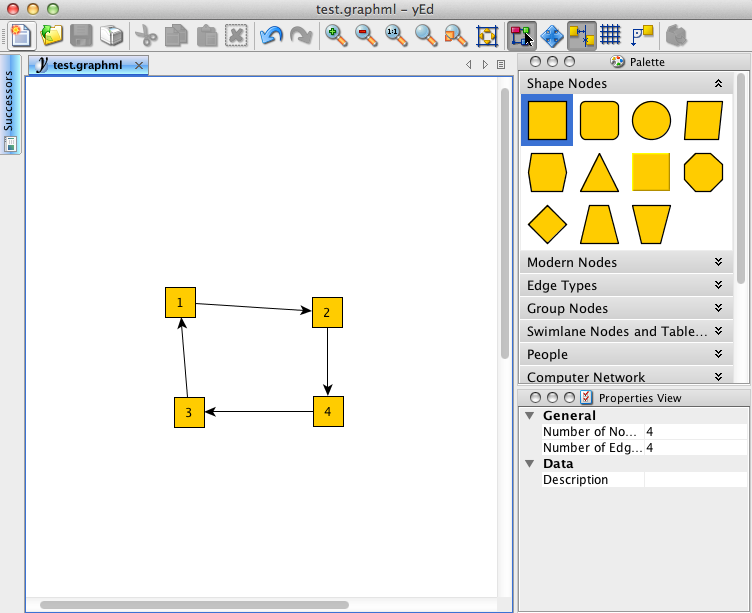 test.graphml – yEd
1:1
Successors
test.graphml
Palette
Shape Nodes
Modern Nodes
Edge Types
Group Nodes
Swimlane Nodes and Table...
People
Computer Network
1
2
3
4
Properties View
General
Number of No... 4
Number of Edg... 4
Data
Description